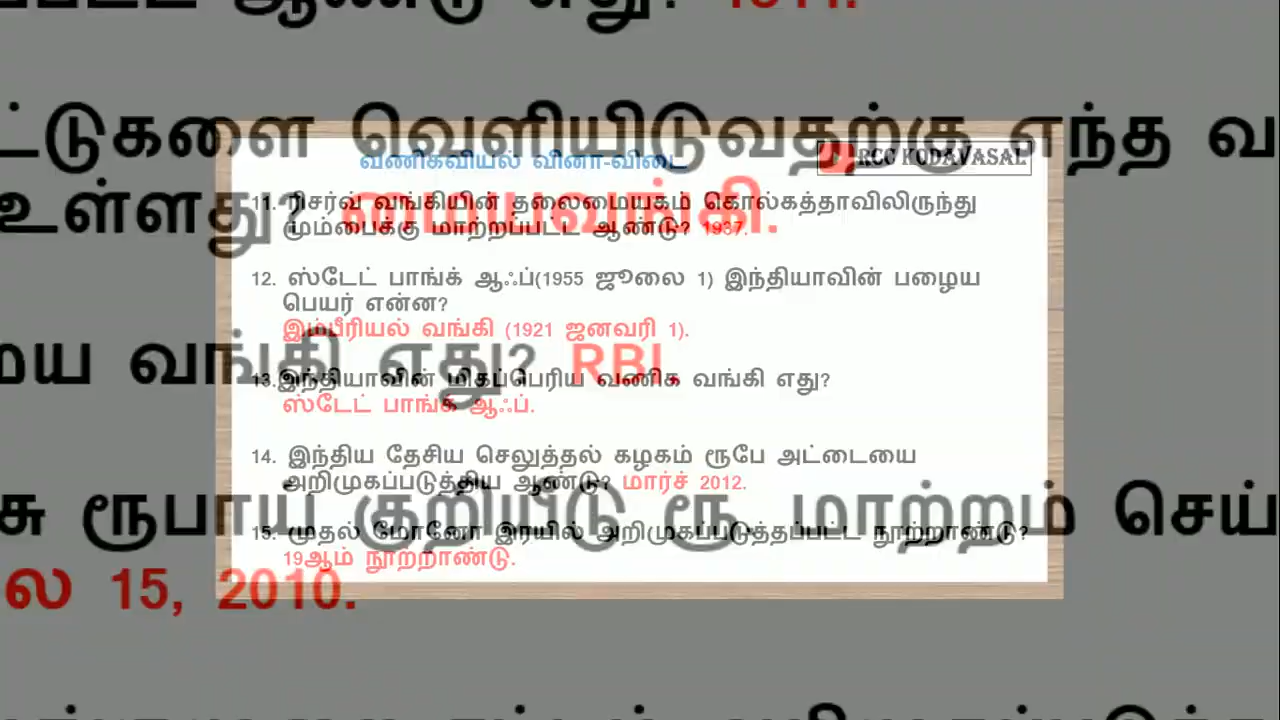 ட்டுகளை வெளியிடுவதற்கு எந்த
உள்ளது? மையவங்கி.
வங்கி எது? RBI.
ரூபாய் குறியீடு ரூ மாற்றம்
15, 2010.
வணிகவியல் வினா-விடை
RCC KODAVASAL
11. ரிசர்வ் வங்கியின் தலைமையகம் கொல்கத்தாவிலிருந்து
மும்பைக்கு மாற்றப்பட்ட ஆண்டு? 1937.
12. ஸ்டேட் பாங்க் ஆஃப்(1955 ஜூலை 1) இந்தியாவின் பழைய
பெயர் என்ன?
இம்பீரியல் வங்கி (1921 ஜனவரி 1).
13.இந்தியாவின் மிகப்பெரிய வணிக வங்கி எது?
ஸ்டேட் பாங்க் ஆஃப்.
14. இந்திய தேசிய செலுத்தல் கழகம் ரூபே அட்டையை
அறிமுகப்படுத்திய ஆண்டு? மார்ச் 2012.
15. முதல் மோனோ இரயில் அறிமுகப்படுத்தப்பட்ட நூற்றாண்டு?
19ஆம் நூற்றாண்டு.